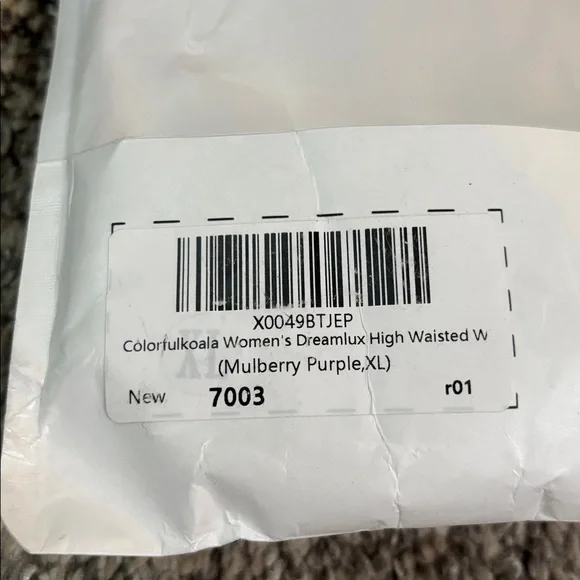 X0049BTJEP
Colorfulkoala Women's Dreamlux High Waisted W
(Mulberry Purple,XL)
New 7003 r01